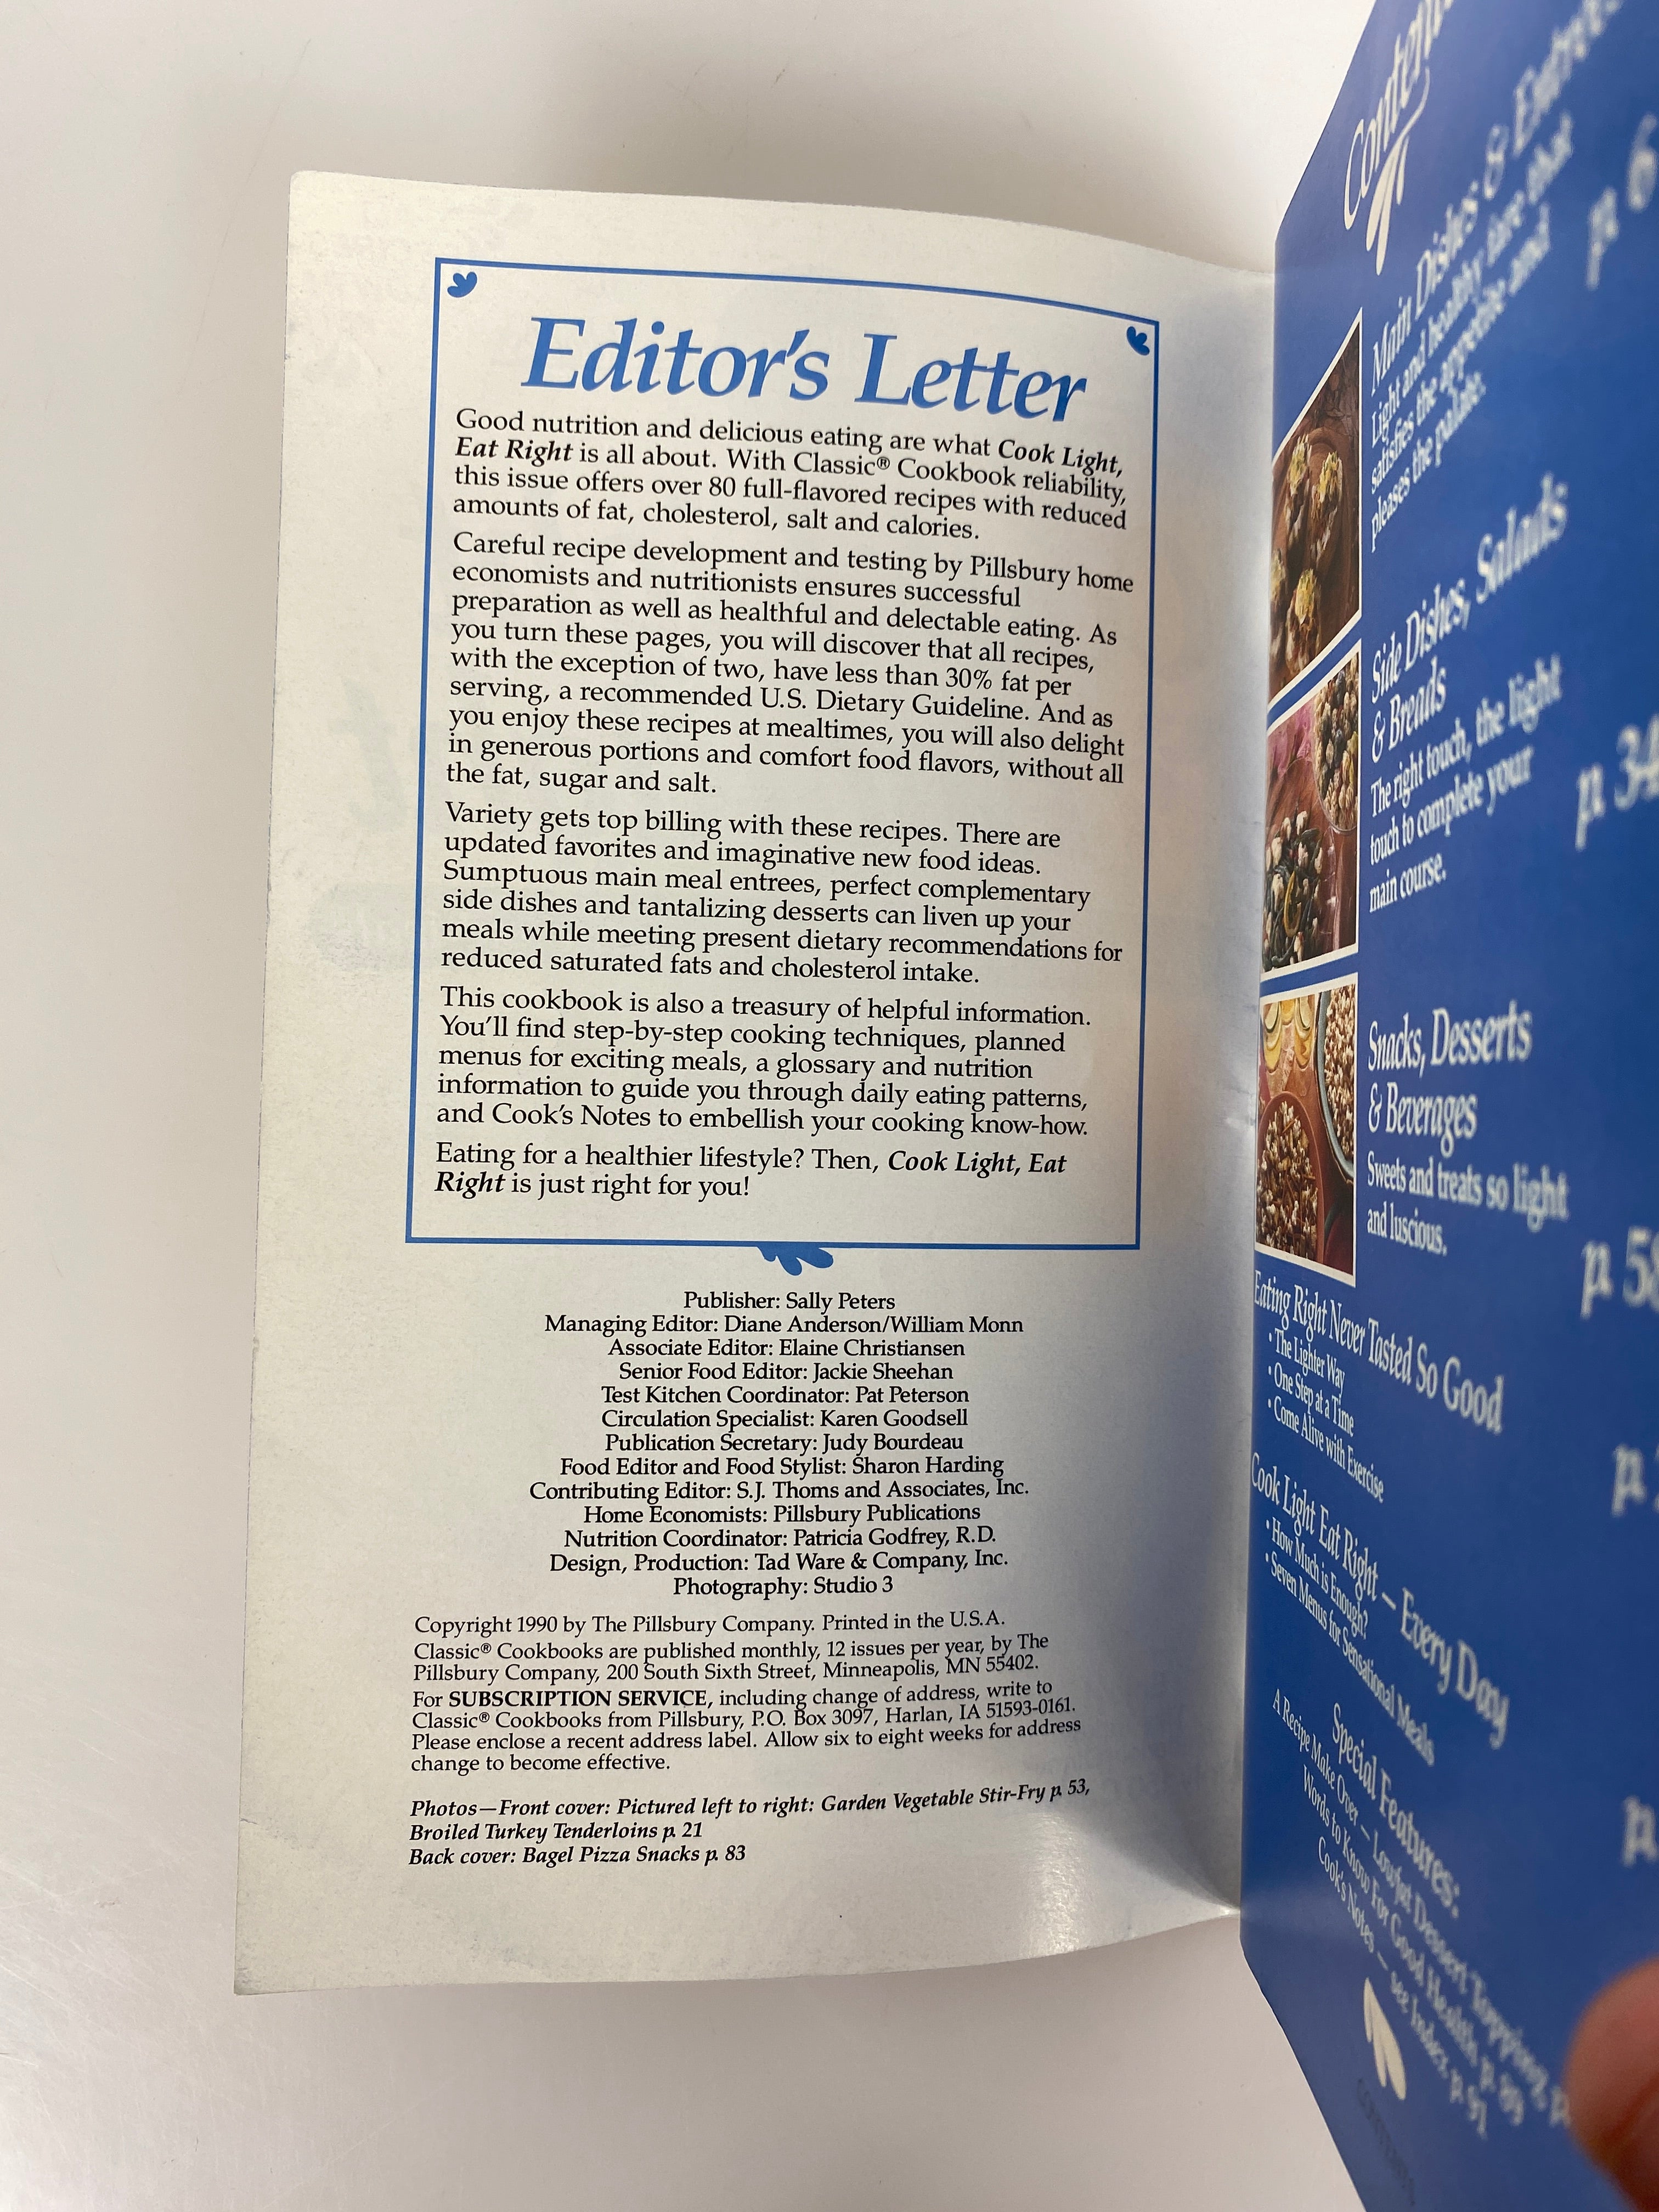 Editor's Letter
Good nutrition and delicious eating are what Cook Light,
Eat Right is all about. With Classic® Cookbook reliability,
this issue offers over 80 full-flavored recipes with reduced
amounts of fat, cholesterol, salt and calories.
Careful recipe development and testing by Pillsbury home
economists and nutritionists ensures successful
preparation as well as healthful and delectable eating. As
you turn these pages, you will discover that all recipes,
with the exception of two, have less than 30% fat per
serving, a recommended U.S. Dietary Guideline. And as
you enjoy these recipes at mealtimes, you will also delight
in generous portions and comfort food flavors, without all
the fat, sugar and salt.
Variety gets top billing with these recipes. There are
updated favorites and imaginative new food ideas.
Sumptuous main meal entrees, perfect complementary
side dishes and tantalizing desserts can liven up your
meals while meeting present dietary recommendations for
reduced saturated fats and cholesterol intake.
This cookbook is also a treasury of helpful information.
You'll find step-by-step cooking techniques, planned
menus for exciting meals, a glossary and nutrition
information to guide you through daily eating patterns,
and Cook's Notes to embellish your cooking know-how.
Eating for a healthier lifestyle? Then, Cook Light, Eat
Right is just right for you!
Publisher: Sally Peters
Managing Editor: Diane Anderson/William Monn
Associate Editor: Elaine Christiansen
Senior Food Editor: Jackie Sheehan
Test Kitchen Coordinator: Pat Peterson
Circulation Specialist: Karen Goodsell
Publication Secretary: Judy Bourdeau
Food Editor and Food Stylist: Sharon Harding
Contributing Editor: S.J. Thoms and Associates, Inc.
Home Economists: Pillsbury Publications
Nutrition Coordinator: Patricia Godfrey, R.D.
Design, Production: Tad Ware & Company, Inc.
Photography: Studio 3
Copyright 1990 by The Pillsbury Company. Printed in the U.S.A.
Classic® Cookbooks are published monthly, 12 issues per year, by The
Pillsbury Company, 200 South Sixth Street, Minneapolis, MN 55402.
For SUBSCRIPTION SERVICE, including change of address, write to
Classic® Cookbooks from Pillsbury, P.O. Box 3097, Harlan, IA 51593-0161.
Please enclose a recent address label. Allow six to eight weeks for address
change to become effective.
Photos—Front cover: Pictured left to right: Garden Vegetable Stir-Fry p. 53,
Broiled Turkey Tenderloins p. 21
Back cover: Bagel Pizza Snacks p. 83
Main Dishes & Entrees
Light and healthy fare that
satisfies the appetite and
pleases the palate.
p. 6
Side Dishes, Salads
& Breads
The right touch, the light
touch to complete your
main course.
p. 34
Snacks, Desserts
& Beverages
Sweets and treats so light
and luscious.
p. 58
Eating Right Never Tasted So Good
• The Lighter Way
• One Step at a Time
• Come Alive with Exercise
p.
Cook Light Eat Right — Every Day
• How Much is Enough?
• Seven Menus for Sensational Meals
p.
Special Features:
A Recipe Make Over — Lowfat Dessert Topping, p.
Words to Know For Good Health p. 89
Cook's Notes — see Index, p. 91
CONTENTS